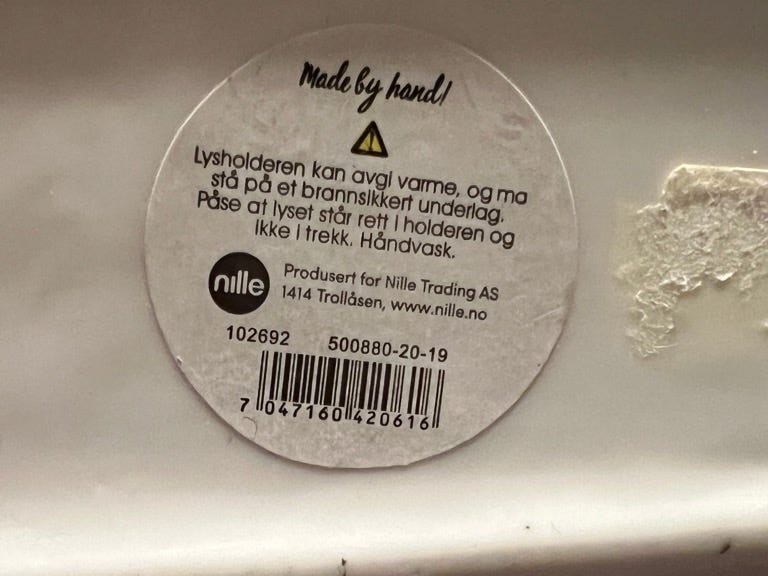 Made by hand!
Lysholderen kan avgi varme, og ma
stå på et brannsikkert underlag.
Påse at lyset står rett i holderen og
ikke i trekk. Håndvask.
nille
Produsert for Nille Trading AS
1414 Trollåsen, www.nille.no
102692 500880-20-19
7 047160 420616